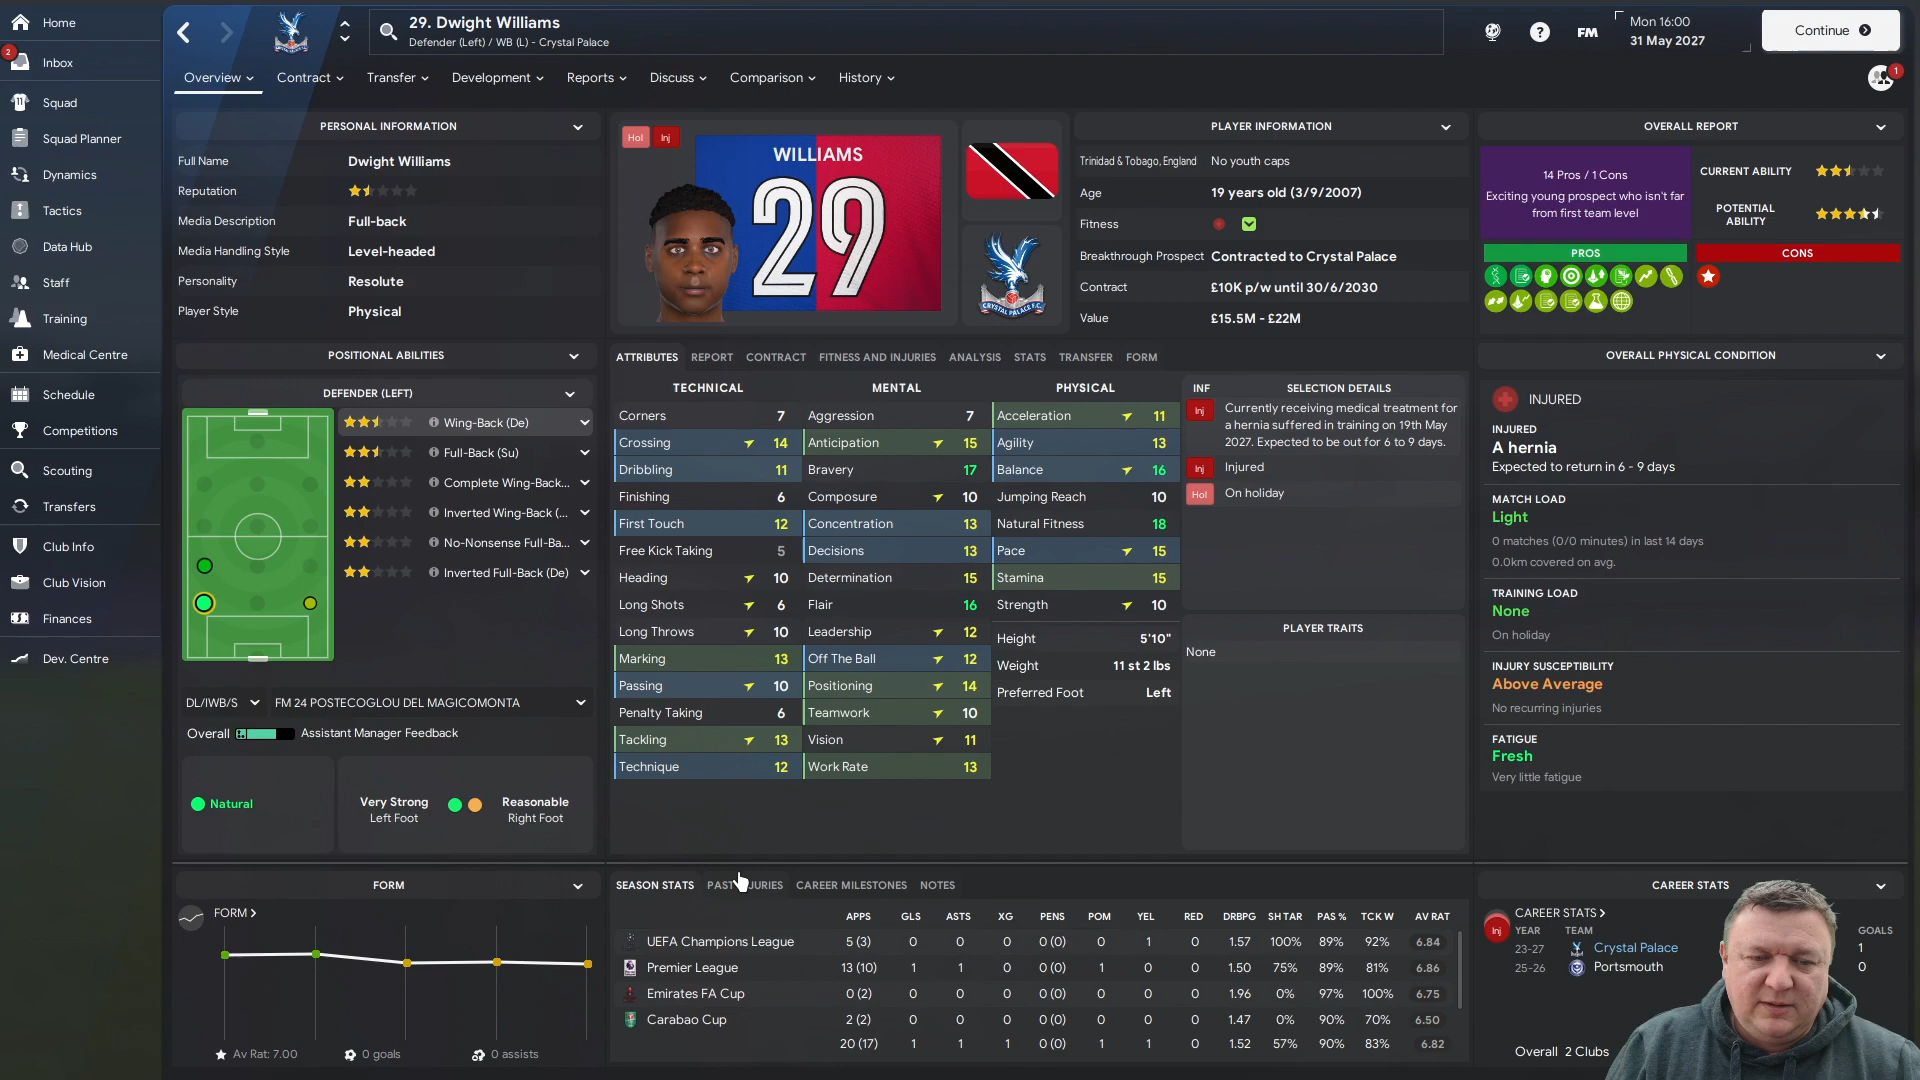 Home
2
Inbox
Squad
Squad Planner
Dynamics
Tactics
Data Hub
Staff
Training
Medical Centre
Schedule
Competitions
Scouting
Transfers
Club Info
Club Vision
Finances
Dev. Centre
29. Dwight Williams
Defender (Left) / WB (L) - Crystal Palace
FM
Mon 16:00
31 May 2027
Continue
Overview
Contract
Transfer
Development
Reports
Discuss
Comparison
History
1
PERSONAL INFORMATION
Full Name Dwight Williams
Reputation
Media Description Full-back
Media Handling Style Level-headed
Personality Resolute
Player Style Physical
Hol Inj
WILLIAMS
29
CRYSTAL PALACE F.C.
PLAYER INFORMATION
Trinidad & Tobago, England No youth caps
Age 19 years old (3/9/2007)
Fitness
Breakthrough Prospect Contracted to Crystal Palace
Contract £10K p/w until 30/6/2030
Value £15.5M - £22M
OVERALL REPORT
14 Pros / 1 Cons
Exciting young prospect who isn't far
from first team level
CURRENT ABILITY
POTENTIAL
ABILITY
PROS
CONS
POSITIONAL ABILITIES
DEFENDER (LEFT)
Wing-Back (De)
Full-Back (Su)
Complete Wing-Back...
Inverted Wing-Back (...
No-Nonsense Full-Ba...
Inverted Full-Back (De)
DL/IWB/S
FM 24 POSTECOGLOU DEL MAGICOMONTA
Overall Assistant Manager Feedback
Natural
Very Strong
Left Foot
Reasonable
Right Foot
ATTRIBUTES REPORT CONTRACT FITNESS AND INJURIES ANALYSIS STATS TRANSFER FORM
TECHNICAL
Corners 7
Crossing 14
Dribbling 11
Finishing 6
First Touch 12
Free Kick Taking 5
Heading 10
Long Shots 6
Long Throws 10
Marking 13
Passing 10
Penalty Taking 6
Tackling 13
Technique 12
MENTAL
Aggression 7
Anticipation 15
Bravery 17
Composure 10
Concentration 13
Decisions 13
Determination 15
Flair 16
Leadership 12
Off The Ball 12
Positioning 14
Teamwork 10
Vision 11
Work Rate 13
PHYSICAL
Acceleration 11
Agility 13
Balance 16
Jumping Reach 10
Natural Fitness 18
Pace 15
Stamina 15
Strength 10
Height 5'10"
Weight 11 st 2 lbs
Preferred Foot Left
INF SELECTION DETAILS
Inj Currently receiving medical treatment for
a hernia suffered in training on 19th May
2027. Expected to be out for 6 to 9 days.
Inj Injured
Hol On holiday
PLAYER TRAITS
None
OVERALL PHYSICAL CONDITION
INJURED
INJURED
A hernia
Expected to return in 6 - 9 days
MATCH LOAD
Light
0 matches (0/0 minutes) in last 14 days
0.0km covered on avg.
TRAINING LOAD
None
On holiday
INJURY SUSCEPTIBILITY
Above Average
No recurring injuries
FATIGUE
Fresh
Very little fatigue
FORM
FORM
Av Rat: 7.00
0 goals
0 assists
SEASON STATS CAREER MILESTONES NOTES
APPS GLS ASTS XG PENS POM YEL RED DRBPG SH TAR PAS % TCK W AV RAT
UEFA Champions League 5 (3) 0 0 0 0 (0) 0 1 0 1.57 100% 89% 92% 6.84
Premier League 13 (10) 1 1 0 0 (0) 1 0 0 1.50 75% 89% 81% 6.86
Emirates FA Cup 0 (2) 0 0 0 0 (0) 0 0 0 1.96 0% 97% 100% 6.75
Carabao Cup 2 (2) 0 0 0 0 (0) 0 0 0 1.47 0% 90% 70% 6.50
20 (17) 1 1 1 0 (0) 1 1 0 1.52 57% 90% 83% 6.82
CAREER STATS
Inj
CAREER STATS
YEAR TEAM GOALS
23-27 Crystal Palace 1
25-26 Portsmouth 0
Overall 2 Clubs